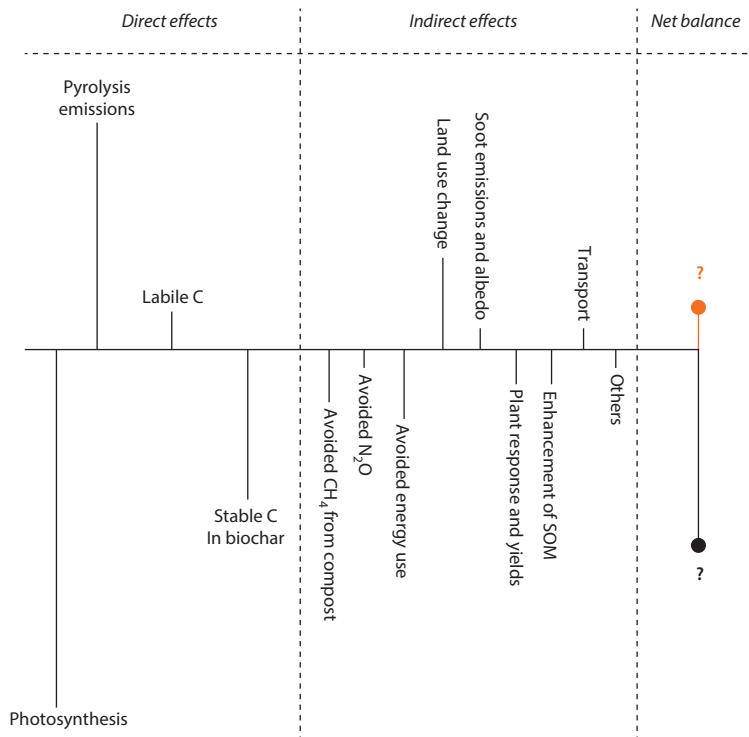 Direct effects
Indirect effects
Net balance
Pyrolysis
emissions
Labile C
Stable C
In biochar
Photosynthesis
Avoided CH₄ from compost
Avoided N₂O
Avoided energy use
Land use change
Soot emissions and albedo
Plant response and yields
Enhancement of SOM
Transport
Others
?
?